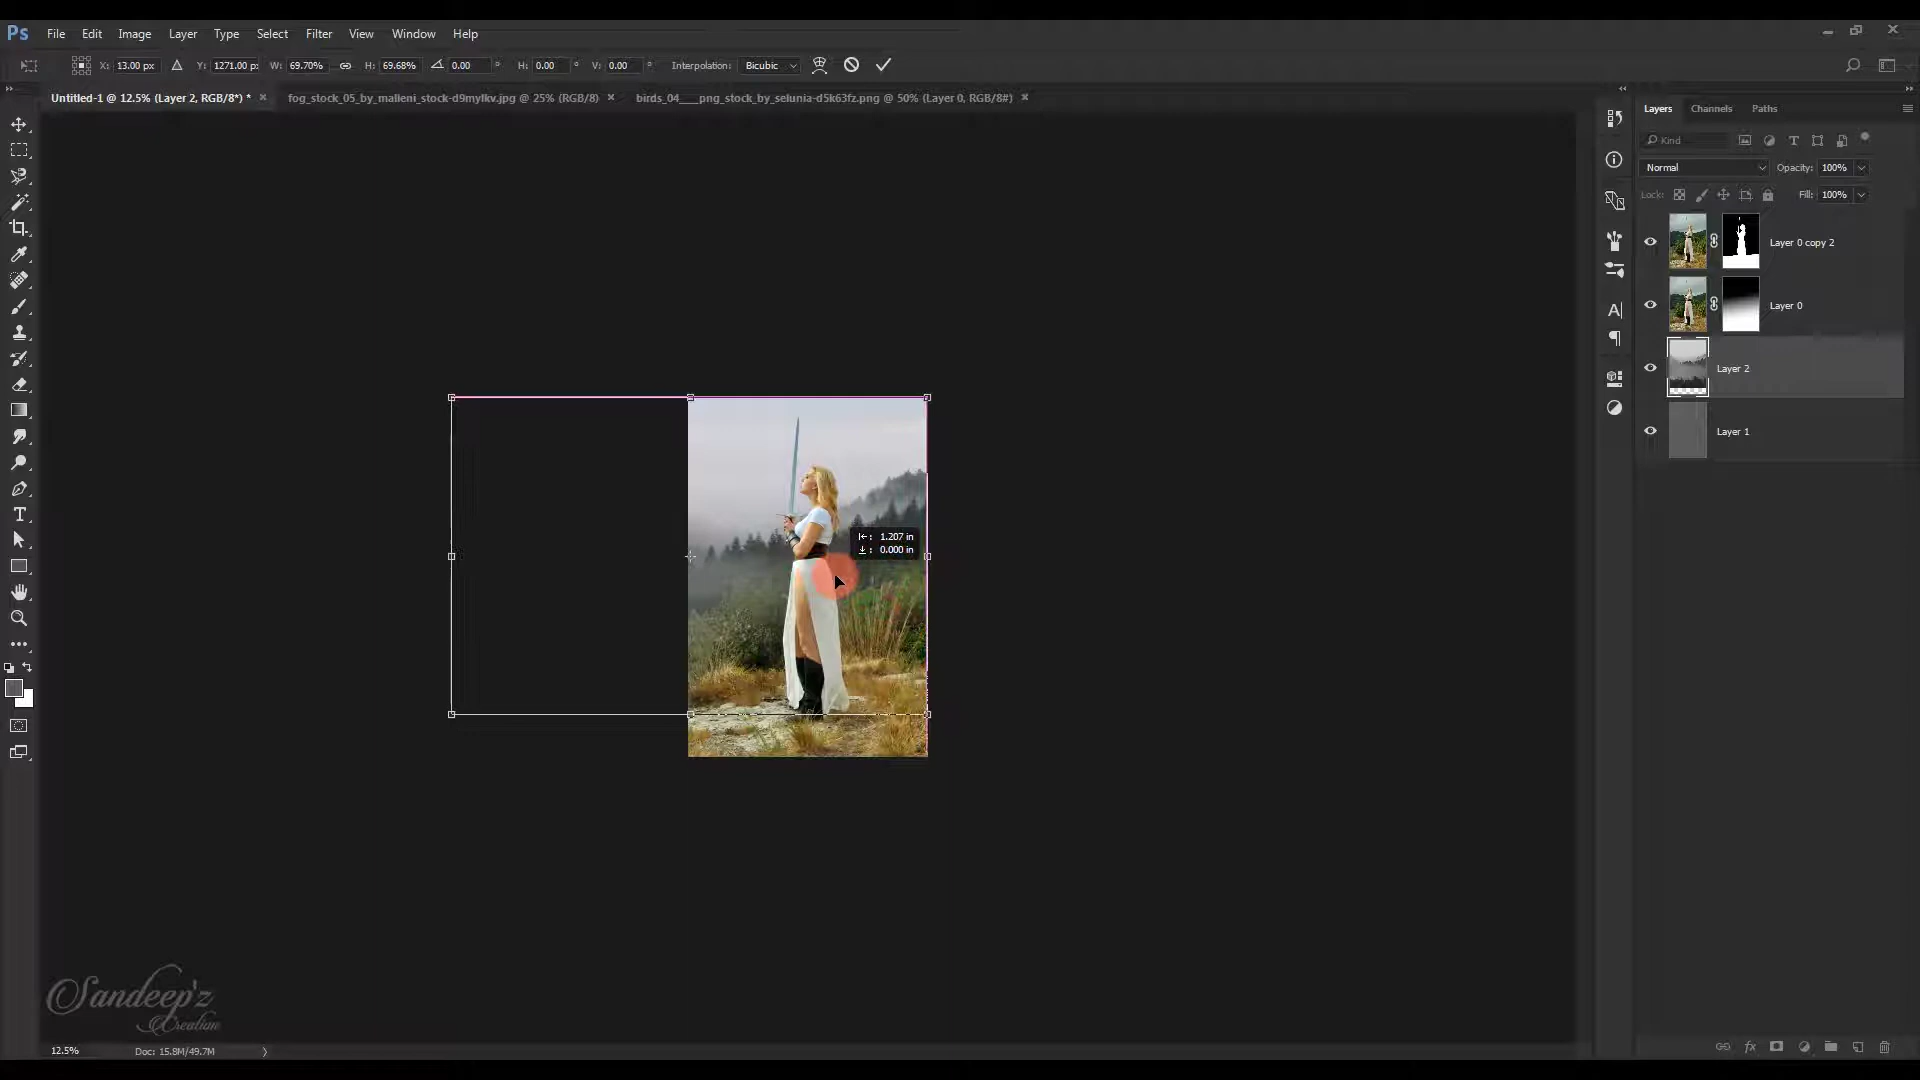 Ps File Edit Image Layer Type Select Filter View Window Help
X: 13.00 px Y: 1271.00 p: W: 69.70% H: 69.68% 0.00 ° H: 0.00 ° V: 0.00 ° Interpolation: Bicubic
Untitled-1 @ 12.5% (Layer 2, RGB/8*) * × fog_stock_05_by_malleni_stock-d9mylkv.jpg @ 25% (RGB/8) × birds_04___png_stock_by_selunia-d5k63fz.png @ 50% (Layer 0, RGB/8#) ×
Layers Channels Paths
Kind
Normal Opacity: 100%
Lock: Fill: 100%
Layer 0 copy 2
Layer 0
Layer 2
Layer 1
1.207 in
0.000 in
Sandeep'z
Creation
12.5% Doc: 15.8M/49.7M